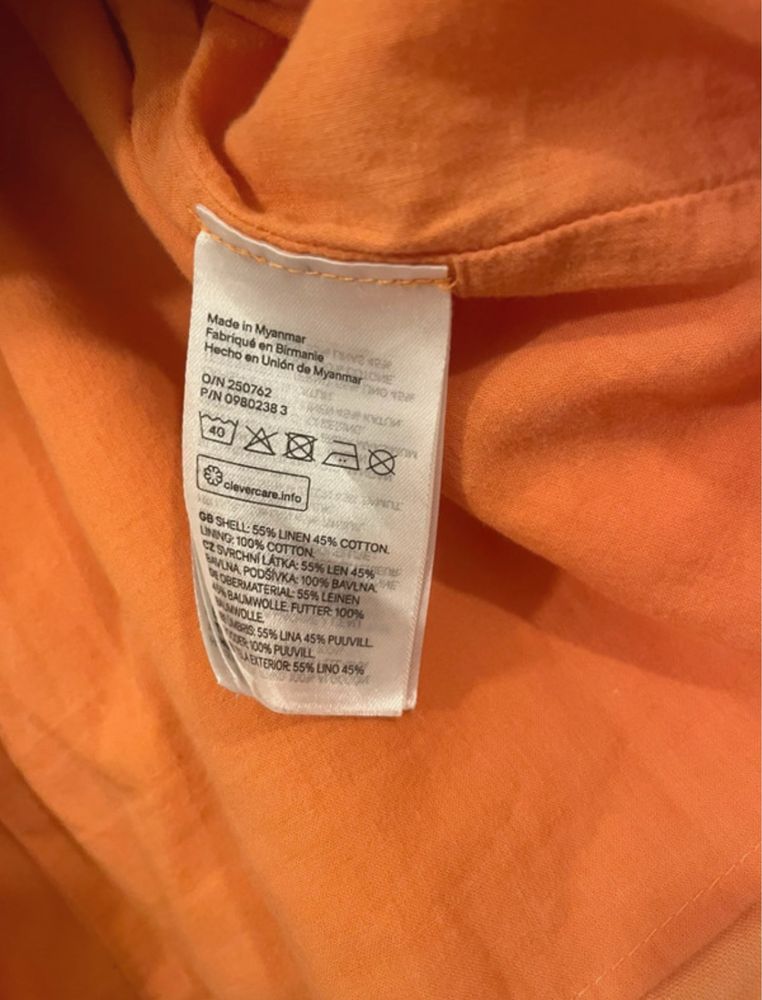 Made in Myanmar
Fabriqué en Birmanie
Hecho en Unión de Myanmar
O/N 250762
P/N 0980238 3
40
clevercare.info
GB SHELL: 55% LINEN 45% COTTON.
LINING: 100% COTTON.
CZ SVRCHNÍ LÁTKA: 55% LEN 45%
BAVLNA. PODŠÍVKA: 100% BAVLNA.
DE OBERMATERIAL: 55% LEINEN
45% BAUMWOLLE. FUTTER: 100%
BAUMWOLLE.
55% LINA 45% PUUVILL.
100% PUUVILL.
EXTERIOR: 55% LINO 45%